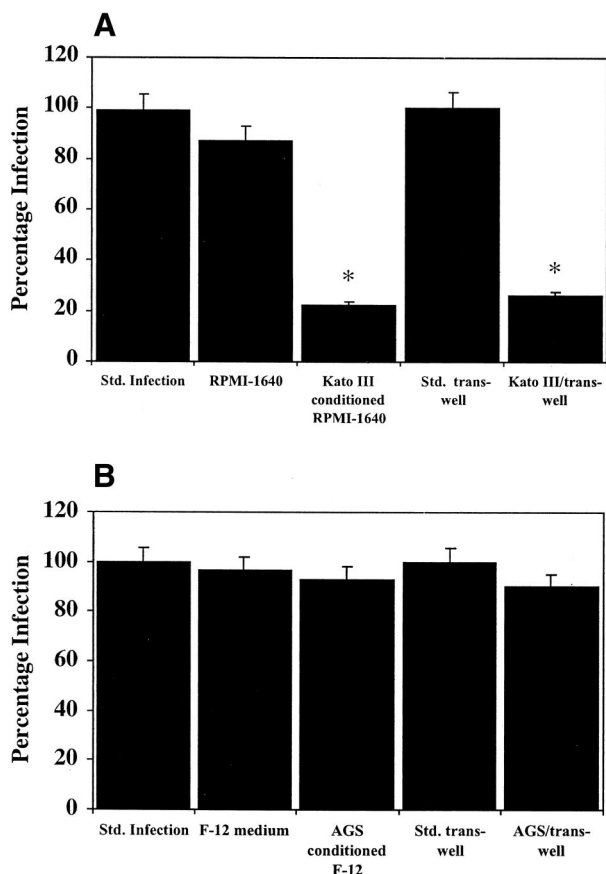 A
Percentage Infection
120
100
80
60
40
20
0
*
*
Std. Infection
RPMI-1640
Kato III
conditioned
RPMI-1640
Std. trans-
well
Kato III/trans-
well
B
Percentage Infection
120
100
80
60
40
20
0
Std. Infection
F-12 medium
AGS
conditioned
F-12
Std. trans-
well
AGS/trans-
well